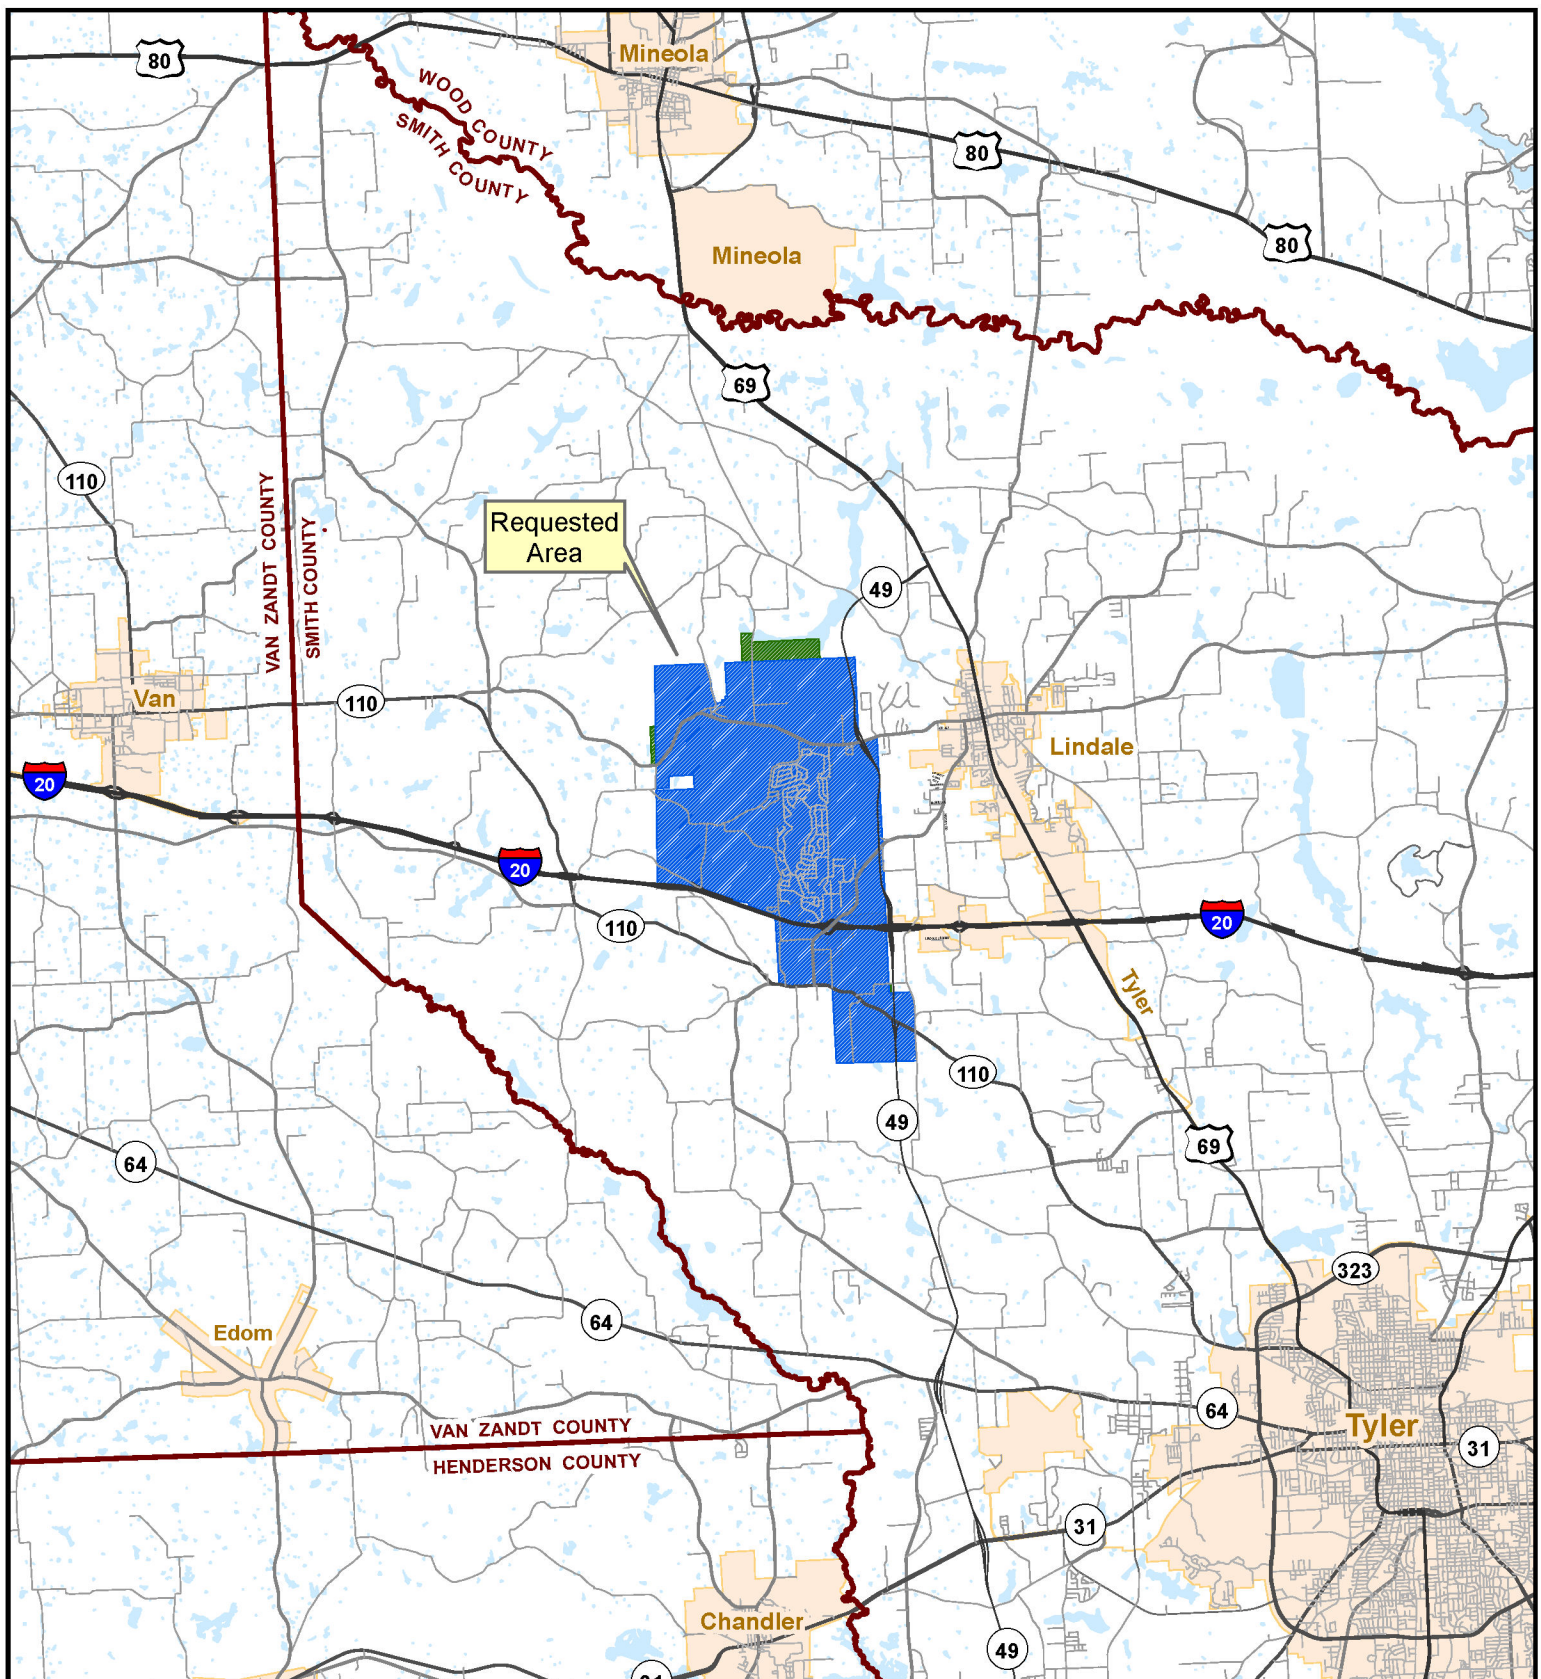 80
Mineola
WOOD COUNTY
SMITH COUNTY
80
80
Mineola
69
110
VAN ZANDT COUNTY
SMITH COUNTY
Requested
Area
49
Van
110
Lindale
20
20
110
20
Tyler
110
49
64
69
323
64
Edom
64
Tyler
VAN ZANDT COUNTY
31
HENDERSON COUNTY
31
Chandler
49